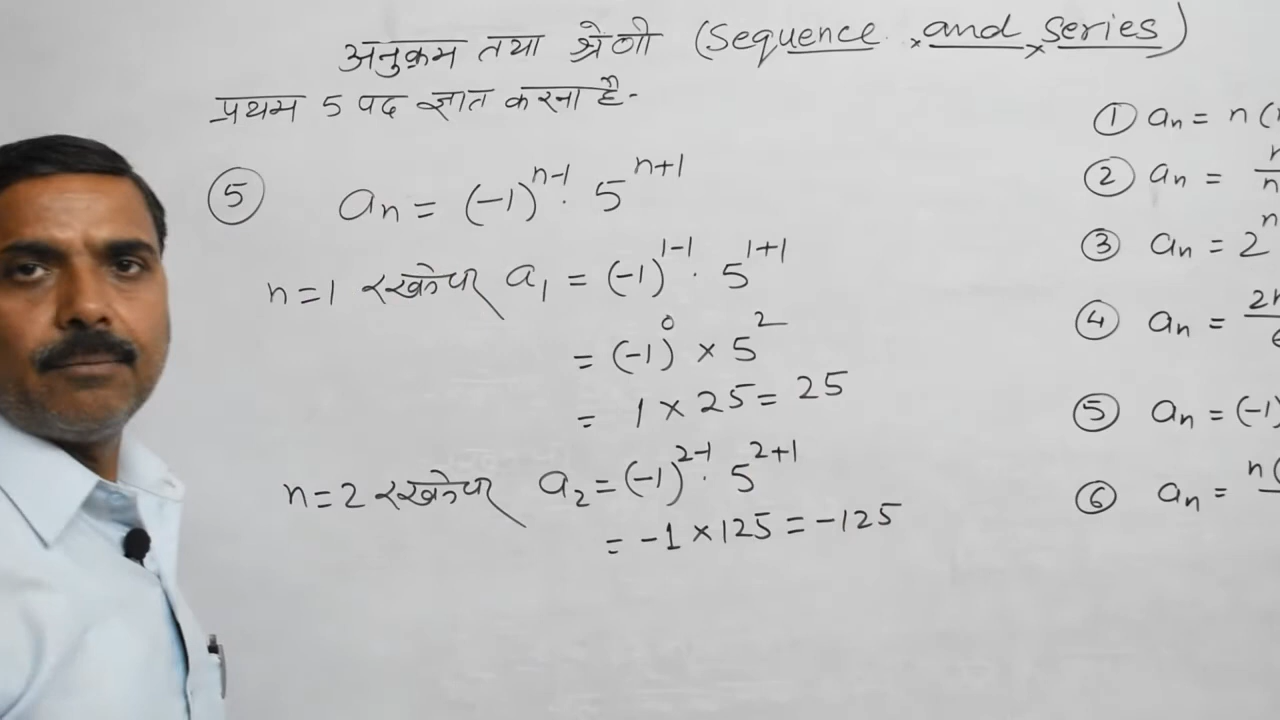 अनुक्रम तथा श्रेणी (Sequence and series)
प्रथम 5 पद ज्ञात करना है-
⑤ aₙ = (-1)ⁿ⁻¹ · 5ⁿ⁺¹
n=1 रखनेपर a₁ = (-1)¹⁻¹ · 5¹⁺¹
= (-1)⁰ × 5²
= 1 × 25 = 25
n=2 रखनेपर a₂ = (-1)²⁻¹ · 5²⁺¹
= -1 × 125 = -125
① aₙ = n(
② aₙ = n
③ aₙ = 2ⁿ
④ aₙ = 2n
⑤ aₙ = (-1)
⑥ aₙ = n(